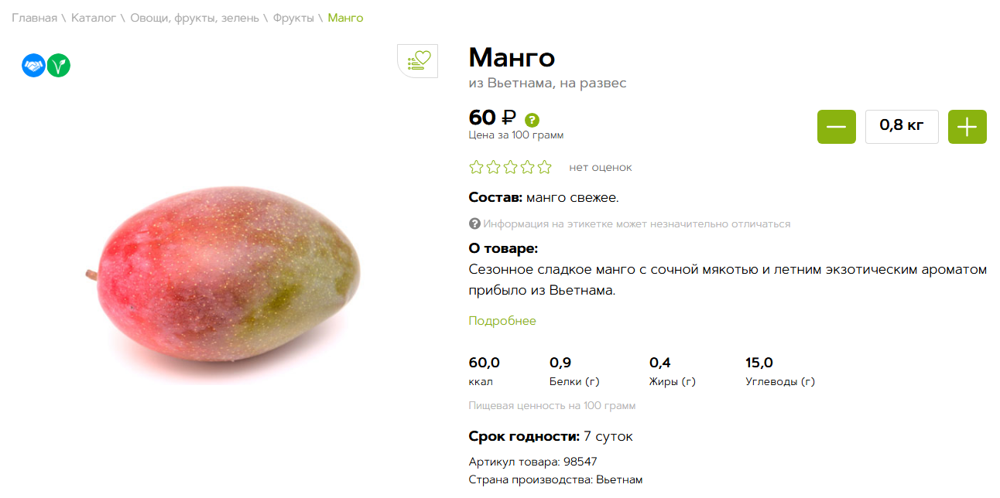 Главная \ Каталог \ Овощи, фрукты, зелень \ Фрукты \ Манго
Манго
из Вьетнама, на развес
60 ₽ ?
Цена за 100 грамм
— 0,8 кг +
нет оценок
Состав: манго свежее.
? Информация на этикетке может незначительно отличаться
О товаре:
Сезонное сладкое манго с сочной мякотью и летним экзотическим ароматом
прибыло из Вьетнама.
Подробнее
60,0 0,9 0,4 15,0
ккал Белки (г) Жиры (г) Углеводы (г)
Пищевая ценность на 100 грамм
Срок годности: 7 суток
Артикул товара: 98547
Страна производства: Вьетнам